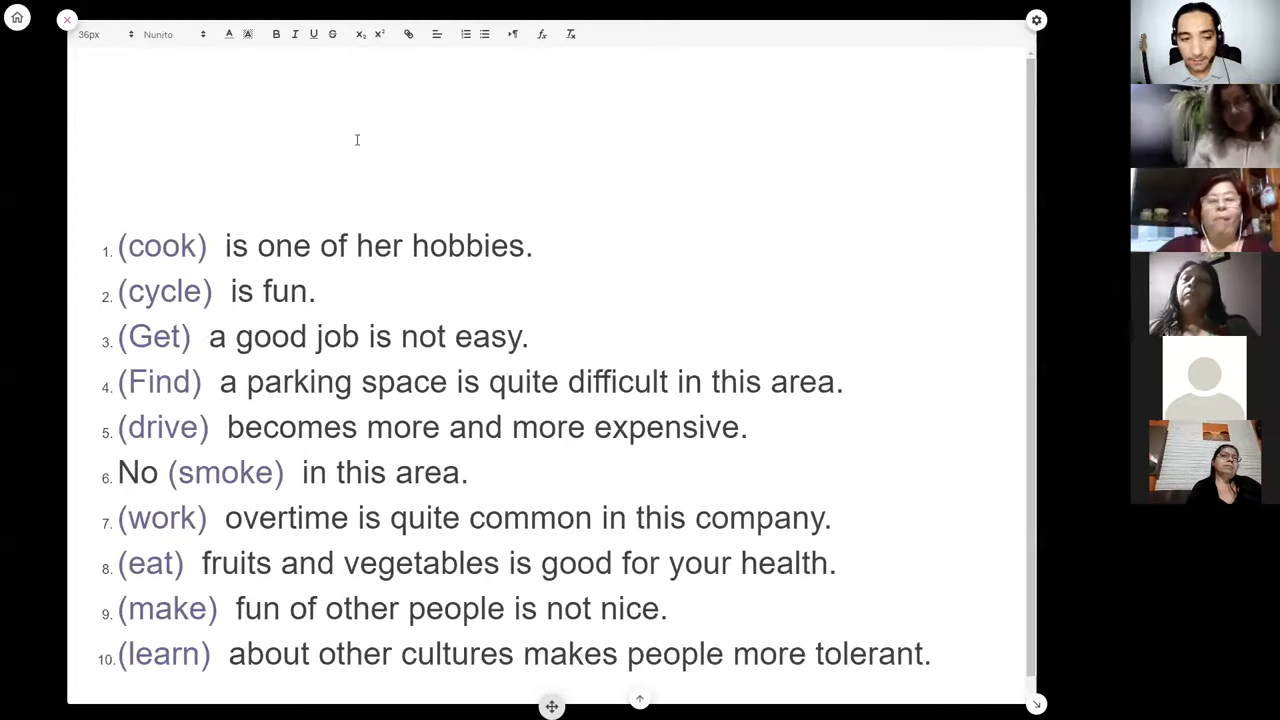 36px Nunito
1. (cook) is one of her hobbies.
2. (cycle) is fun.
3. (Get) a good job is not easy.
4. (Find) a parking space is quite difficult in this area.
5. (drive) becomes more and more expensive.
6. No (smoke) in this area.
7. (work) overtime is quite common in this company.
8. (eat) fruits and vegetables is good for your health.
9. (make) fun of other people is not nice.
10. (learn) about other cultures makes people more tolerant.